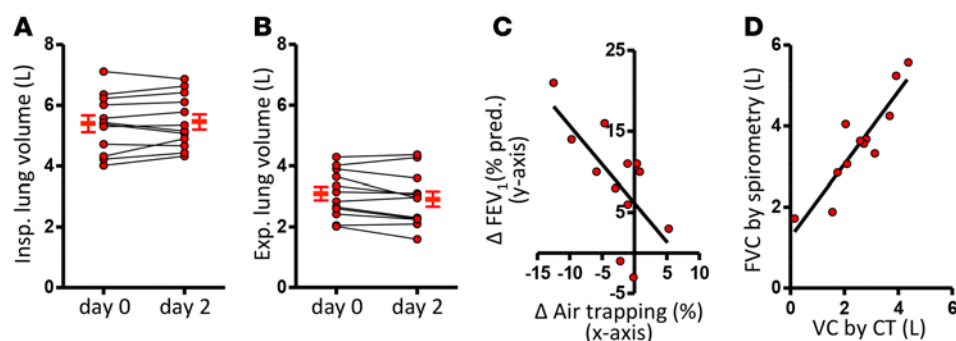 A
Insp. lung volume (L)
8
6
4
2
0
day 0 day 2
B
Exp. lung volume (L)
8
6
4
2
0
day 0 day 2
C
Δ FEV1(% pred.)
(y-axis)
25
15
5
-5
-15 -10 -5 0 5 10
Δ Air trapping (%)
(x-axis)
D
FVC by spirometry (L)
6
4
2
0
0 2 4 6
VC by CT (L)